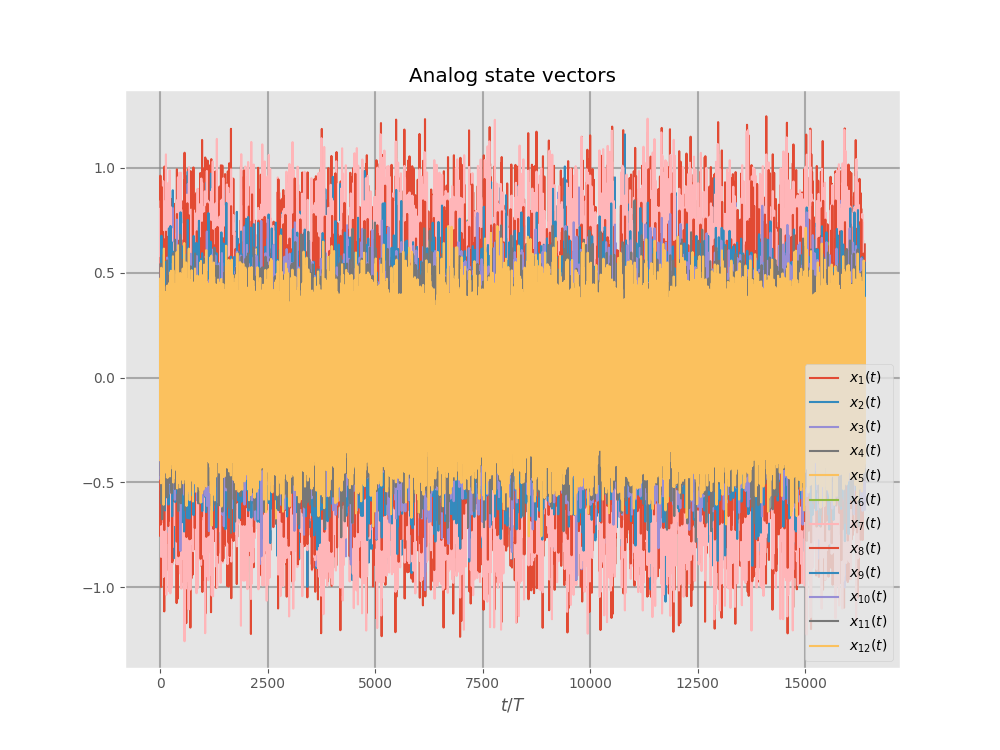 Analog state vectors
1.0
0.5
0.0
−0.5
−1.0
0 2500 5000 7500 10000 12500 15000
t/T
x₁(t)
x₂(t)
x₃(t)
x₄(t)
x₅(t)
x₆(t)
x₇(t)
x₈(t)
x₉(t)
x₁₀(t)
x₁₁(t)
x₁₂(t)